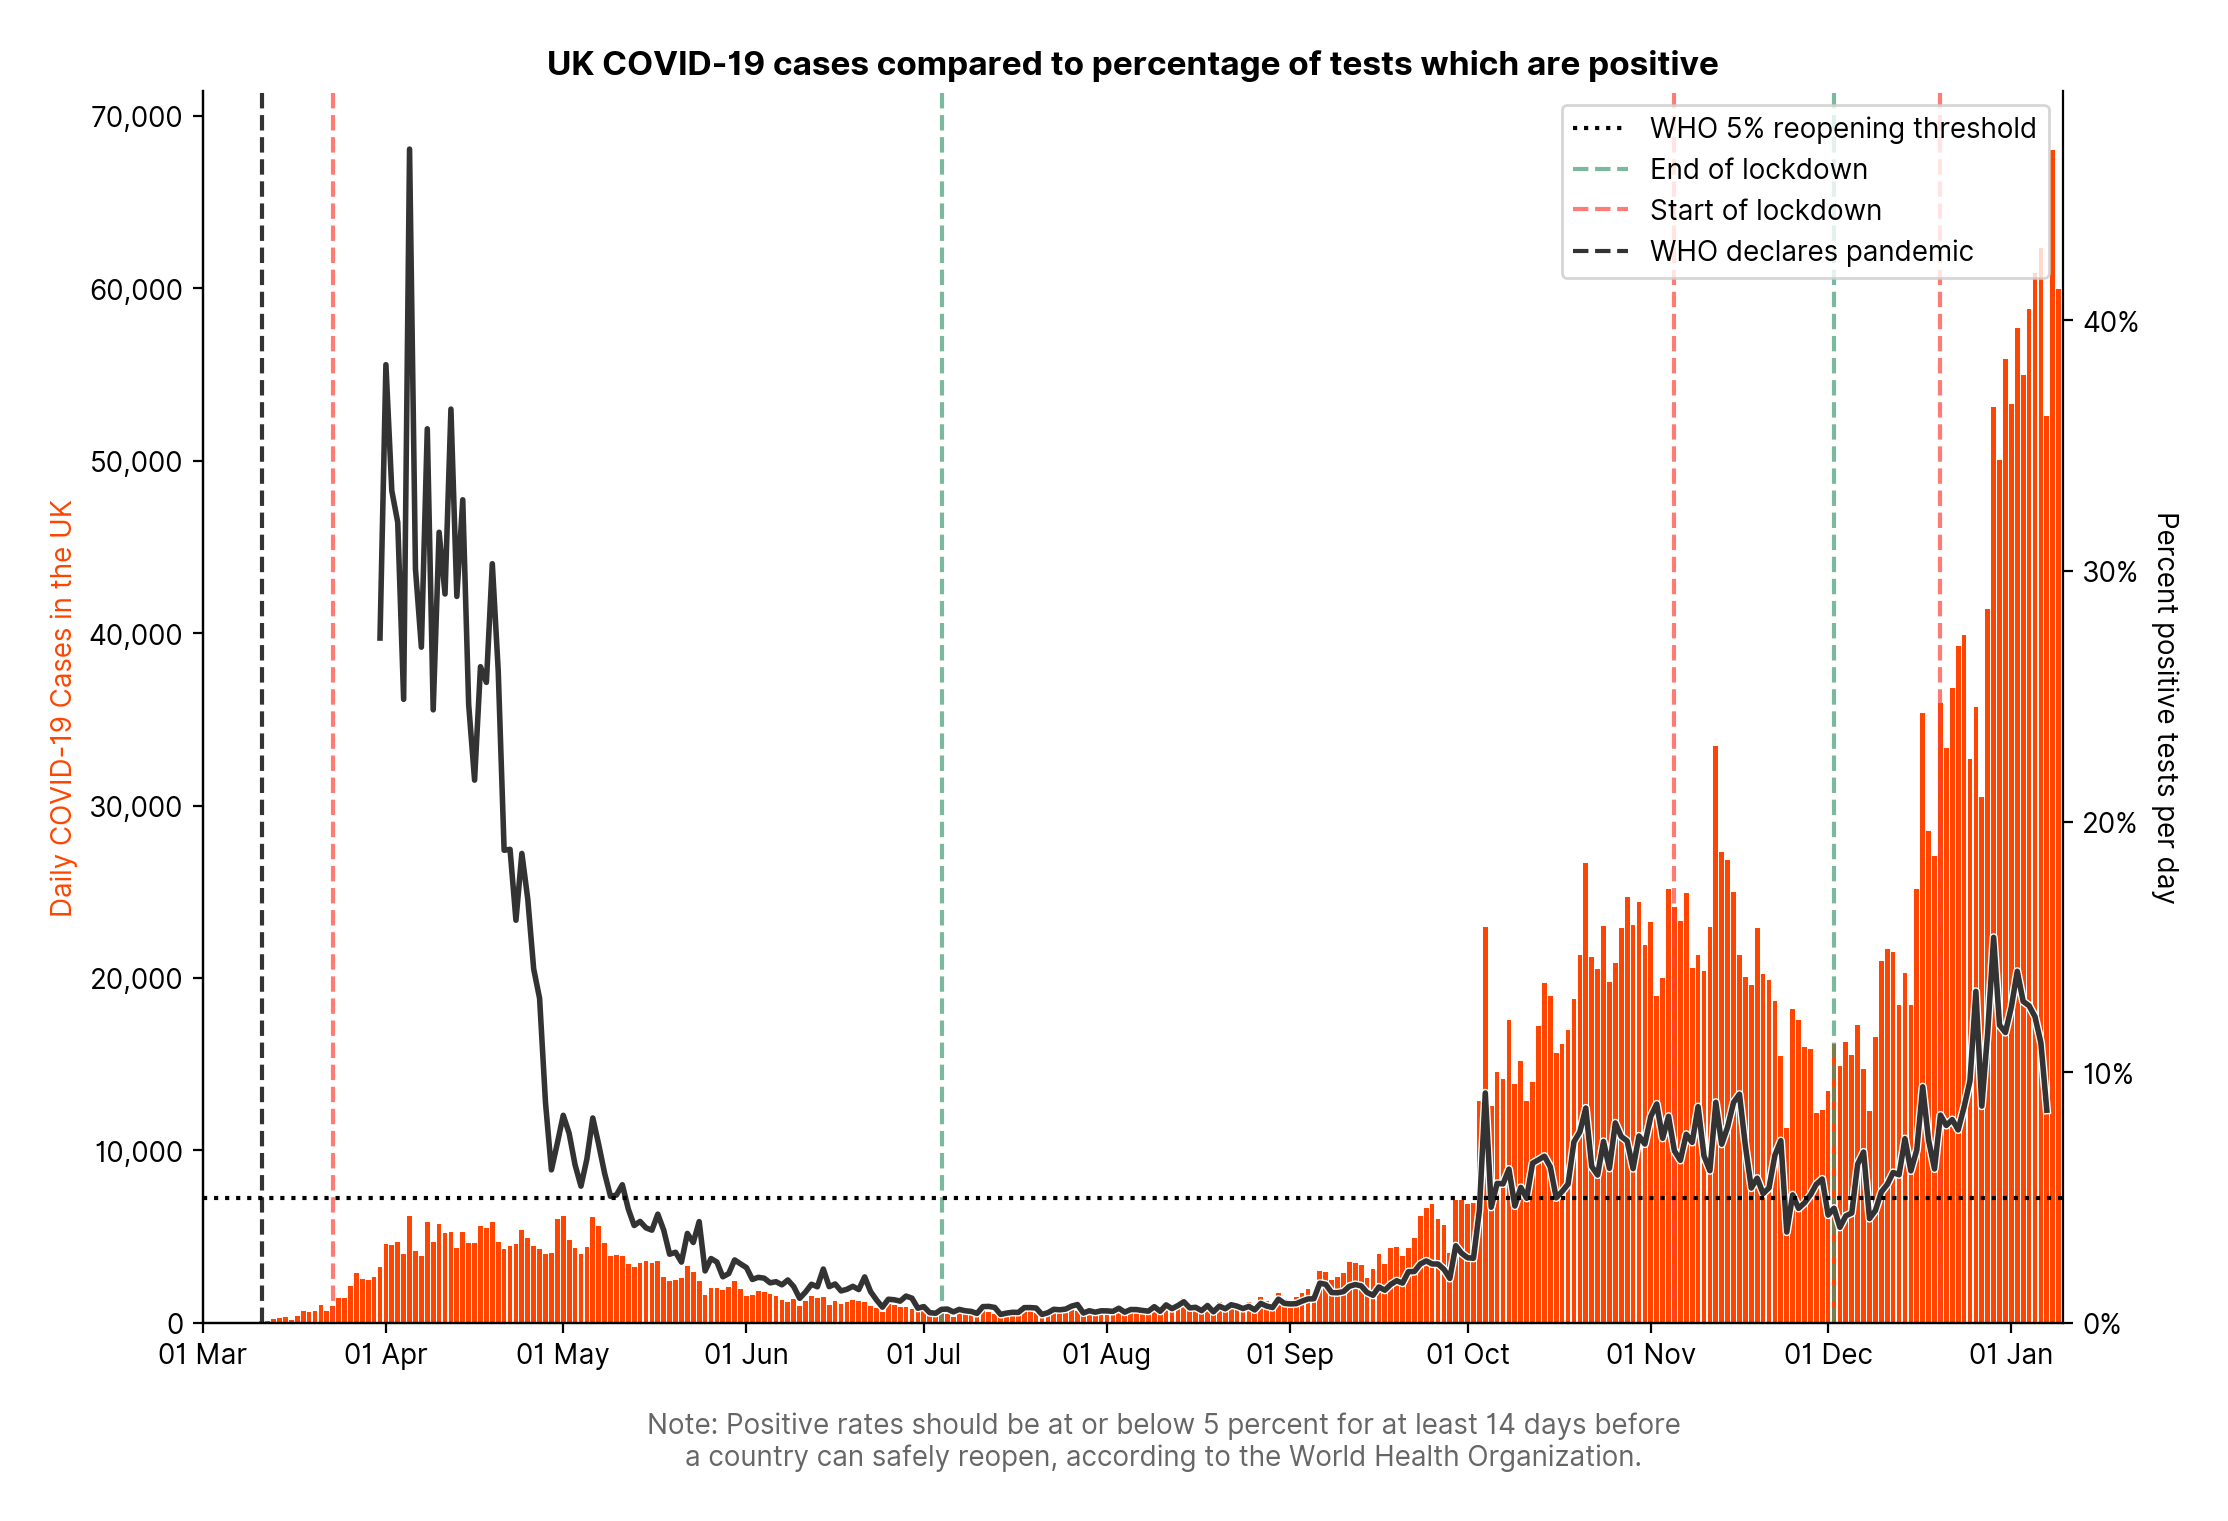 UK COVID-19 cases compared to percentage of tests which are positive
70,000
60,000
50,000
40,000
30,000
20,000
10,000
0
Daily COVID-19 Cases in the UK
WHO 5% reopening threshold
End of lockdown
Start of lockdown
WHO declares pandemic
40%
30%
20%
10%
0%
Percent positive tests per day
01 Mar 01 Apr 01 May 01 Jun 01 Jul 01 Aug 01 Sep 01 Oct 01 Nov 01 Dec 01 Jan
Note: Positive rates should be at or below 5 percent for at least 14 days before
a country can safely reopen, according to the World Health Organization.